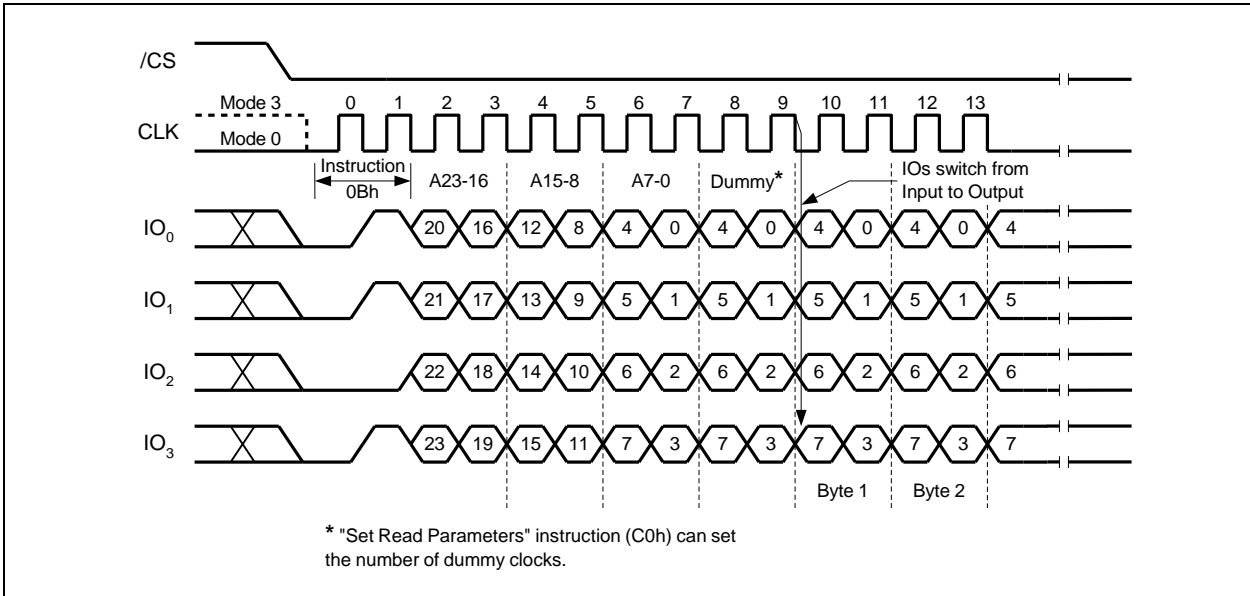 /CS
Mode 3 0 1 2 3 4 5 6 7 8 9 10 11 12 13
CLK
Mode 0
Instruction
0Bh
A23-16 A15-8 A7-0 Dummy*
IOs switch from
Input to Output
IO0 20 16 12 8 4 0 4 0 4 0 4 0 4
IO1 21 17 13 9 5 1 5 1 5 1 5 1 5
IO2 22 18 14 10 6 2 6 2 6 2 6 2 6
IO3 23 19 15 11 7 3 7 3 7 3 7 3 7
Byte 1 Byte 2
* "Set Read Parameters" instruction (C0h) can set
the number of dummy clocks.